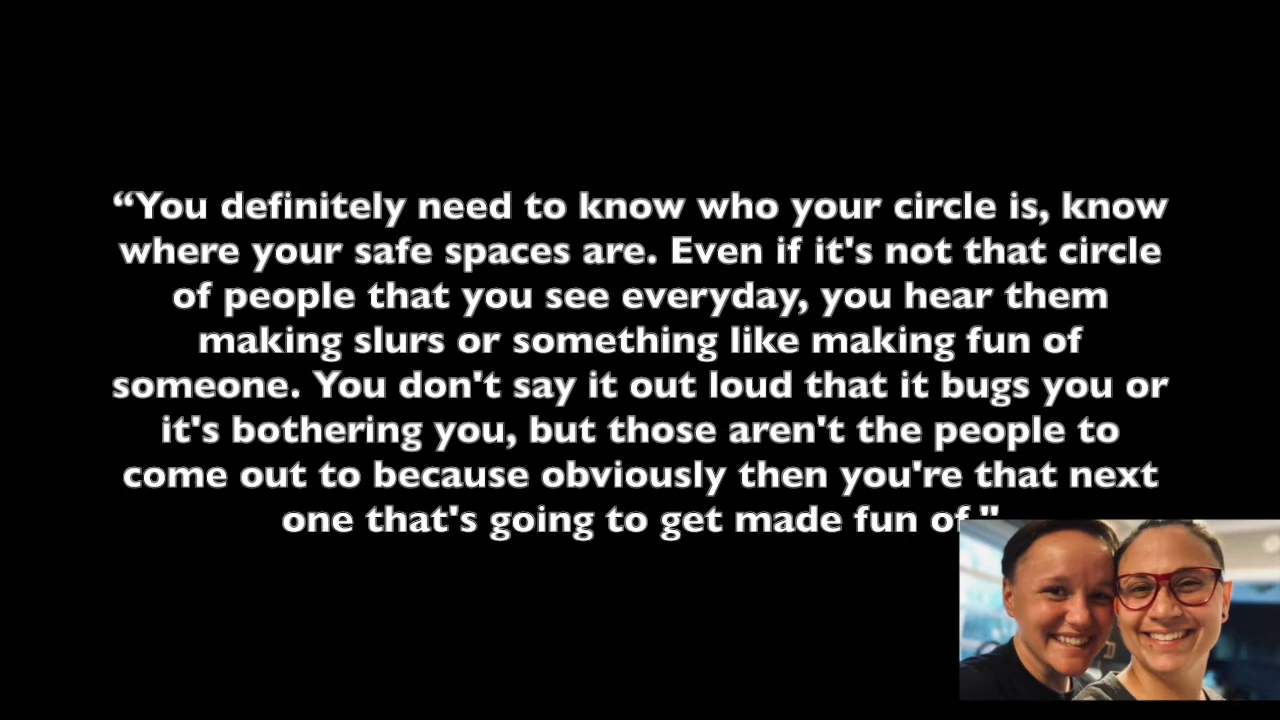 “You definitely need to know who your circle is, know
where your safe spaces are. Even if it's not that circle
of people that you see everyday, you hear them
making slurs or something like making fun of
someone. You don't say it out loud that it bugs you or
it's bothering you, but those aren't the people to
come out to because obviously then you're that next
one that's going to get made fun of."